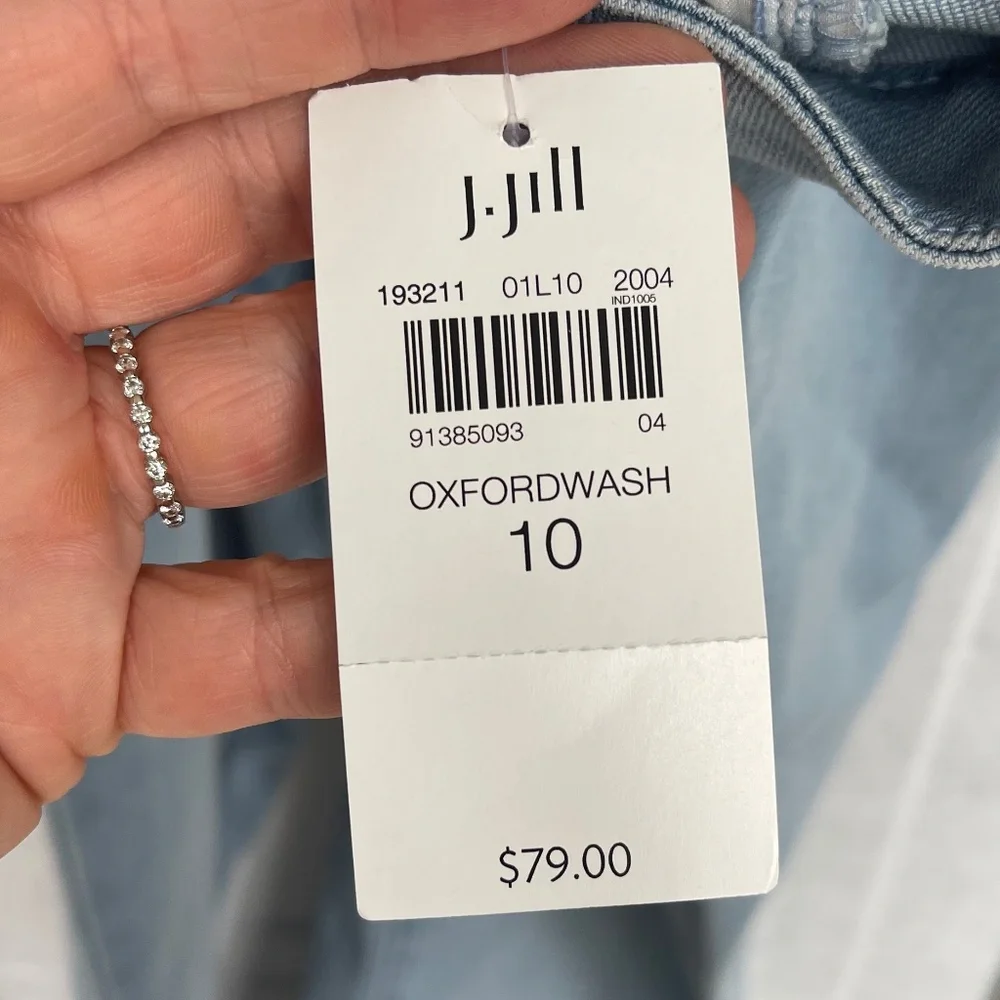 J.Jill
193211 01L10 2004
IND1005
91385093 04
OXFORDWASH
10
$79.00